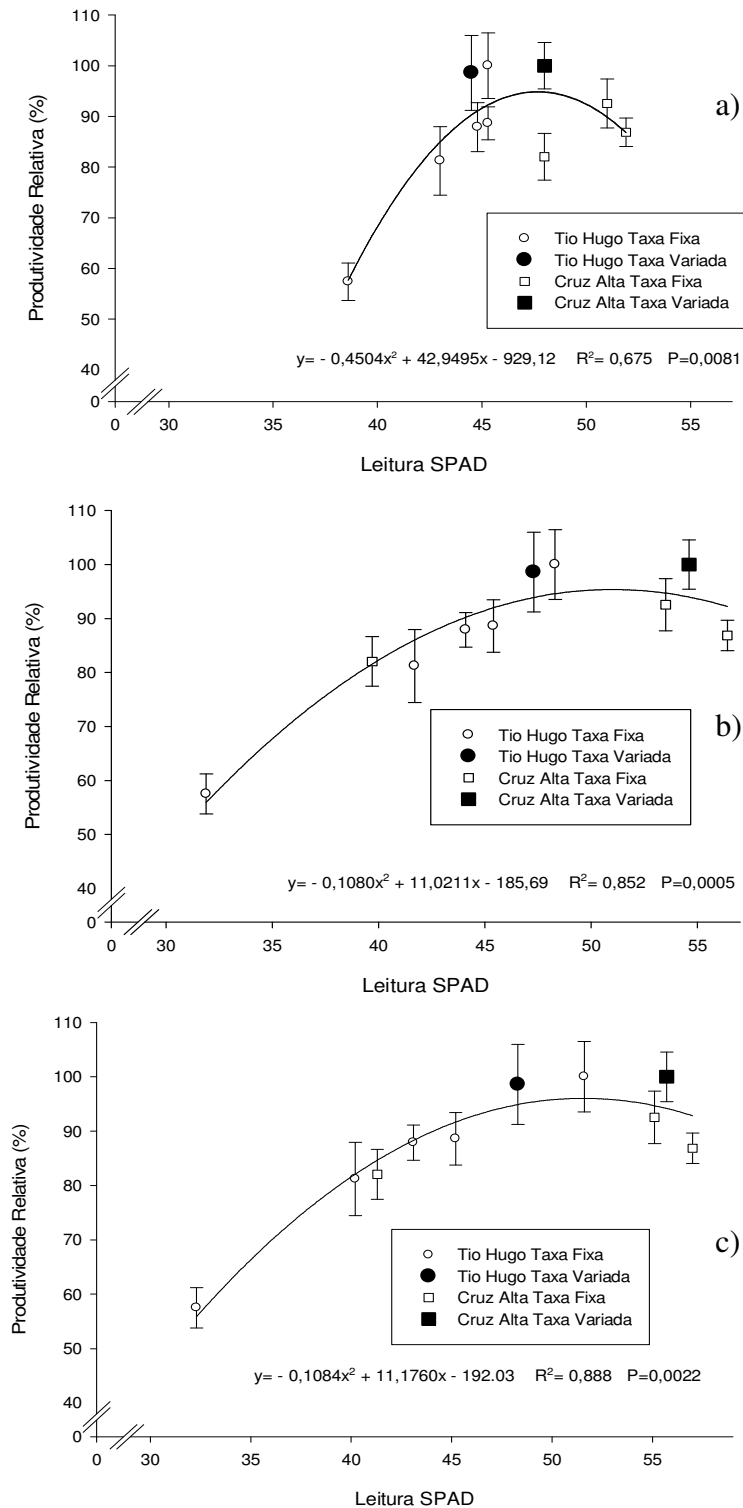 110
100
90
80
70
60
50
40
0
Produtividade Relativa (%)
a)
Tio Hugo Taxa Fixa
Tio Hugo Taxa Variada
Cruz Alta Taxa Fixa
Cruz Alta Taxa Variada
y= - 0,4504x² + 42,9495x - 929,12 R²= 0,675 P=0,0081
0 30 35 40 45 50 55
Leitura SPAD
110
100
90
80
70
60
50
40
0
Produtividade Relativa (%)
b)
Tio Hugo Taxa Fixa
Tio Hugo Taxa Variada
Cruz Alta Taxa Fixa
Cruz Alta Taxa Variada
y= - 0,1080x² + 11,0211x - 185,69 R²= 0,852 P=0,0005
0 30 35 40 45 50 55
Leitura SPAD
110
100
90
80
70
60
50
40
0
Produtividade Relativa (%)
c)
Tio Hugo Taxa Fixa
Tio Hugo Taxa Variada
Cruz Alta Taxa Fixa
Cruz Alta Taxa Variada
y= - 0,1084x² + 11,1760x - 192.03 R²= 0,888 P=0,0022
0 30 35 40 45 50 55
Leitura SPAD